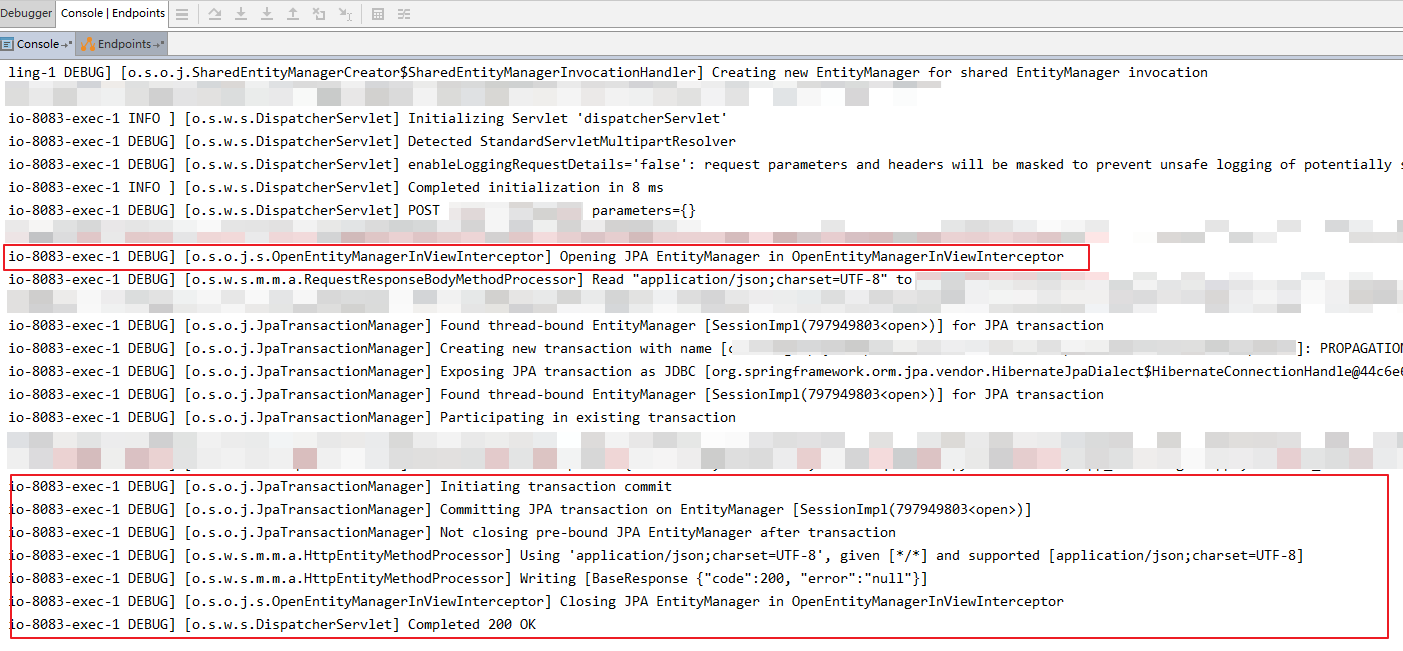 Debugger Console | Endpoints
Console Endpoints
ling-1 DEBUG] [o.s.o.j.SharedEntityManagerCreator$SharedEntityManagerInvocationHandler] Creating new EntityManager for shared EntityManager invocation
io-8083-exec-1 INFO ] [o.s.w.s.DispatcherServlet] Initializing Servlet 'dispatcherServlet'
io-8083-exec-1 DEBUG] [o.s.w.s.DispatcherServlet] Detected StandardServletMultipartResolver
io-8083-exec-1 DEBUG] [o.s.w.s.DispatcherServlet] enableLoggingRequestDetails='false': request parameters and headers will be masked to prevent unsafe logging of potentially s
io-8083-exec-1 INFO ] [o.s.w.s.DispatcherServlet] Completed initialization in 8 ms
io-8083-exec-1 DEBUG] [o.s.w.s.DispatcherServlet] POST parameters={}
io-8083-exec-1 DEBUG] [o.s.o.j.s.OpenEntityManagerInViewInterceptor] Opening JPA EntityManager in OpenEntityManagerInViewInterceptor
io-8083-exec-1 DEBUG] [o.s.w.s.m.m.a.RequestResponseBodyMethodProcessor] Read "application/json;charset=UTF-8" to
io-8083-exec-1 DEBUG] [o.s.o.j.JpaTransactionManager] Found thread-bound EntityManager [SessionImpl(797949803<open>)] for JPA transaction
io-8083-exec-1 DEBUG] [o.s.o.j.JpaTransactionManager] Creating new transaction with name [ ]: PROPAGATION
io-8083-exec-1 DEBUG] [o.s.o.j.JpaTransactionManager] Exposing JPA transaction as JDBC [org.springframework.orm.jpa.vendor.HibernateJpaDialect$HibernateConnectionHandle@44c6e
io-8083-exec-1 DEBUG] [o.s.o.j.JpaTransactionManager] Found thread-bound EntityManager [SessionImpl(797949803<open>)] for JPA transaction
io-8083-exec-1 DEBUG] [o.s.o.j.JpaTransactionManager] Participating in existing transaction
io-8083-exec-1 DEBUG] [o.s.o.j.JpaTransactionManager] Initiating transaction commit
io-8083-exec-1 DEBUG] [o.s.o.j.JpaTransactionManager] Committing JPA transaction on EntityManager [SessionImpl(797949803<open>)]
io-8083-exec-1 DEBUG] [o.s.o.j.JpaTransactionManager] Not closing pre-bound JPA EntityManager after transaction
io-8083-exec-1 DEBUG] [o.s.w.s.m.m.a.HttpEntityMethodProcessor] Using 'application/json;charset=UTF-8', given [*/*] and supported [application/json;charset=UTF-8]
io-8083-exec-1 DEBUG] [o.s.w.s.m.m.a.HttpEntityMethodProcessor] Writing [BaseResponse {"code":200, "error":"null"}]
io-8083-exec-1 DEBUG] [o.s.o.j.s.OpenEntityManagerInViewInterceptor] Closing JPA EntityManager in OpenEntityManagerInViewInterceptor
io-8083-exec-1 DEBUG] [o.s.w.s.DispatcherServlet] Completed 200 OK